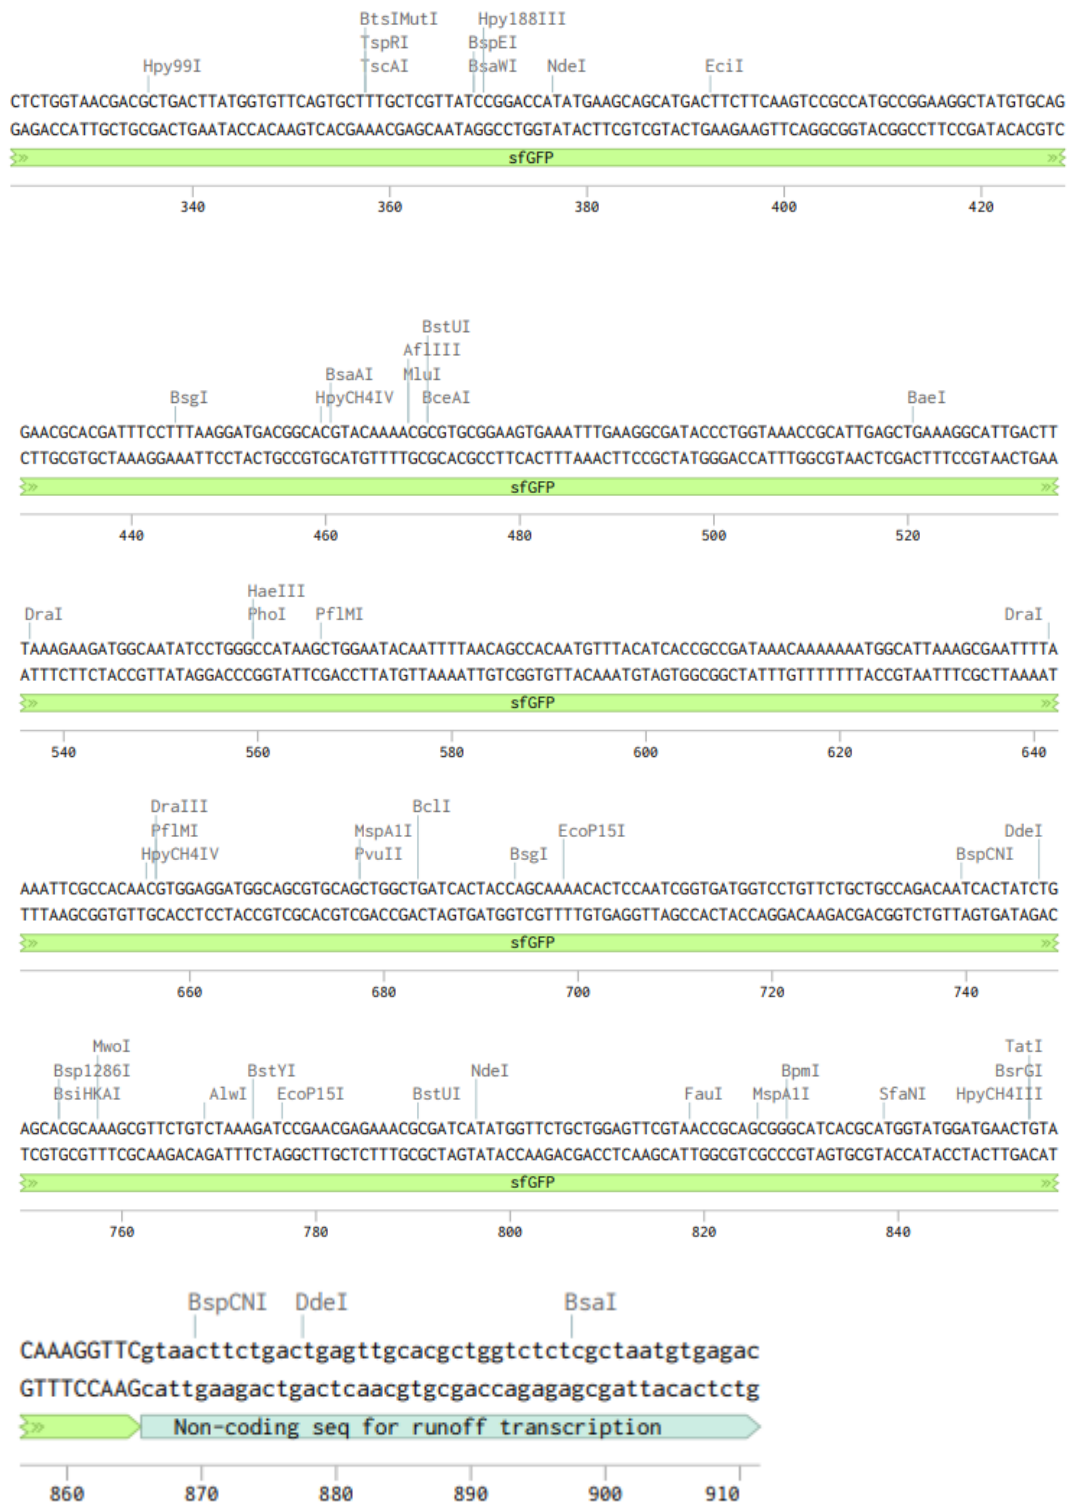 BtsIMutI Hpy188III
TspRI BspEI
Hpy99I TscAI BsaWI NdeI EciI
CTCTGGTAACGACGCTGACTTATGGTGTTCAGTGCTTTGCTCGTTATCCGGACCATATGAAGCAGCATGACTTCTTCAAGTCCGCCATGCCGGAAGGCTATGTGCAG
GAGACCATTGCTGCGACTGAATACCACAAGTCACGAAACGAGCAATAGGCCTGGTATACTTCGTCGTACTGAAGAAGTTCAGGCGGTACGGCCTTCCGATACACGTC
sfGFP
340 360 380 400 420
BstUI
AflIII
BsaAI MluI
BsgI HpyCH4IV BceAI BaeI
GAACGCACGATTTCCTTTAAGGATGACGGCACGTACAAAACGCGTGCGGAAGTGAAATTTGAAGGCGATACCCTGGTAAACCGCATTGAGCTGAAAGGCATTGACTT
CTTGCGTGCTAAAGGAAATTCCTACTGCCGTGCATGTTTTGCGCACGCCTTCACTTTAAACTTCCGCTATGGGACCATTTGGCGTAACTCGACTTTCCGTAACTGAA
sfGFP
440 460 480 500 520
HaeIII
DraI PhoI PflMI DraI
TAAAGAAGATGGCAATATCCTGGGCCATAAGCTGGAATACAATTTTAACAGCCACAATGTTTACATCACCGCCGATAAACAAAAAAATGGCATTAAAGCGAATTTTA
ATTTCTTCTACCGTTATAGGACCCGGTATTCGACCTTATGTTAAAATTGTCGGTGTTACAAATGTAGTGGCGGCTATTTGTTTTTTTACCGTAATTTCGCTTAAAAT
sfGFP
540 560 580 600 620 640
DraIII BclI
PflMI MspA1I EcoP15I DdeI
HpyCH4IV PvuII BsgI BspCNI
AAATTCGCCACAACGTGGAGGATGGCAGCGTGCAGCTGGCTGATCACTACCAGCAAAACACTCCAATCGGTGATGGTCCTGTTCTGCTGCCAGACAATCACTATCTG
TTTAAGCGGTGTTGCACCTCCTACCGTCGCACGTCGACCGACTAGTGATGGTCGTTTTGTGAGGTTAGCCACTACCAGGACAAGACGACGGTCTGTTAGTGATAGAC
sfGFP
660 680 700 720 740
MwoI TatI
Bsp1286I BstYI NdeI BpmI BsrGI
BsiHKAI AlwI EcoP15I BstUI FauI MspA1I SfaNI HpyCH4III
AGCACGCAAAGCGTTCTGTCTAAAGATCCGAACGAGAAACGCGATCATATGGTTCTGCTGGAGTTCGTAACCGCAGCGGGCATCACGCATGGTATGGATGAACTGTA
TCGTGCGTTTCGCAAGACAGATTTCTAGGCTTGCTCTTTGCGCTAGTATACCAAGACGACCTCAAGCATTGGCGTCGCCCGTAGTGCGTACCATACCTACTTGACAT
sfGFP
760 780 800 820 840
BspCNI DdeI BsaI
CAAAGGTTCgtaacttctgactgagttgcacgctggtctctcgctaatgtgagac
GTTTCCAAGcattgaagactgactcaacgtgcgaccagagagcgattacactctg
Non-coding seq for runoff transcription
860 870 880 890 900 910